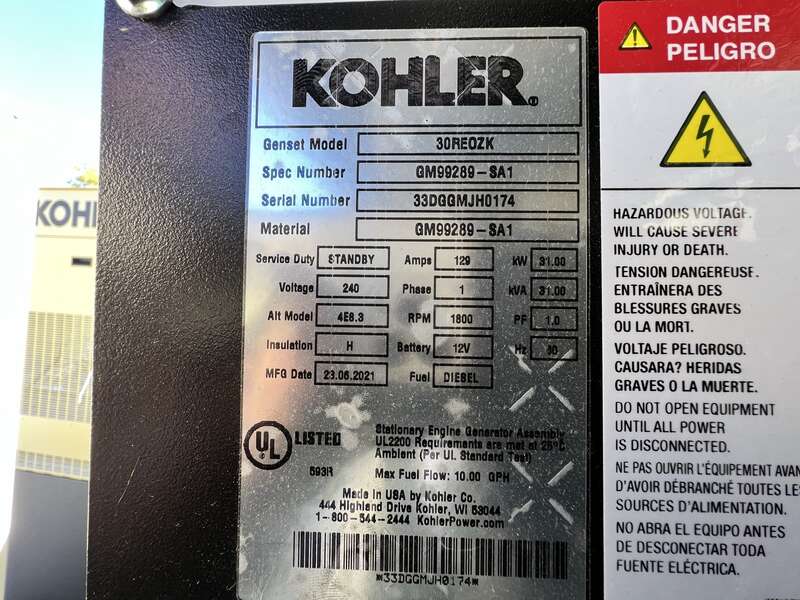 KOHLER®
Genset Model 30REOZK
Spec Number GM99289-SA1
Serial Number 33DGGMJH0174
Material GM99289-SA1
Service Duty STANDBY Amps 129 kW 31.00
Voltage 240 Phase 1 kVA 31.00
Alt Model 4E8.3 RPM 1800 PF 1.0
Insulation H Battery 12V Hz 60
MFG Date 23.06.2021 Fuel DIESEL
UL LISTED
593R
Stationary Engine Generator Assembly
UL2200 Requirements are met at 25°C
Ambient (Per UL Standard Test)
Max Fuel Flow: 10.00 GPH
Made in USA by Kohler Co.
444 Highland Drive Kohler, WI 53044
1-800-544-2444 KohlerPower.com
*33DGGMJH0174*
DANGER
PELIGRO
HAZARDOUS VOLTAGE.
WILL CAUSE SEVERE
INJURY OR DEATH.
TENSION DANGEREUSE.
ENTRAÎNERA DES
BLESSURES GRAVES
OU LA MORT.
VOLTAJE PELIGROSO.
CAUSARA? HERIDAS
GRAVES O LA MUERTE.
DO NOT OPEN EQUIPMENT
UNTIL ALL POWER
IS DISCONNECTED.
NE PAS OUVRIR L'ÉQUIPEMENT AVAN
D'AVOIR DÉBRANCHÉ TOUTES LES
SOURCES D'ALIMENTATION.
NO ABRA EL EQUIPO ANTES
DE DESCONECTAR TODA
FUENTE ELÉCTRICA.
KOHL